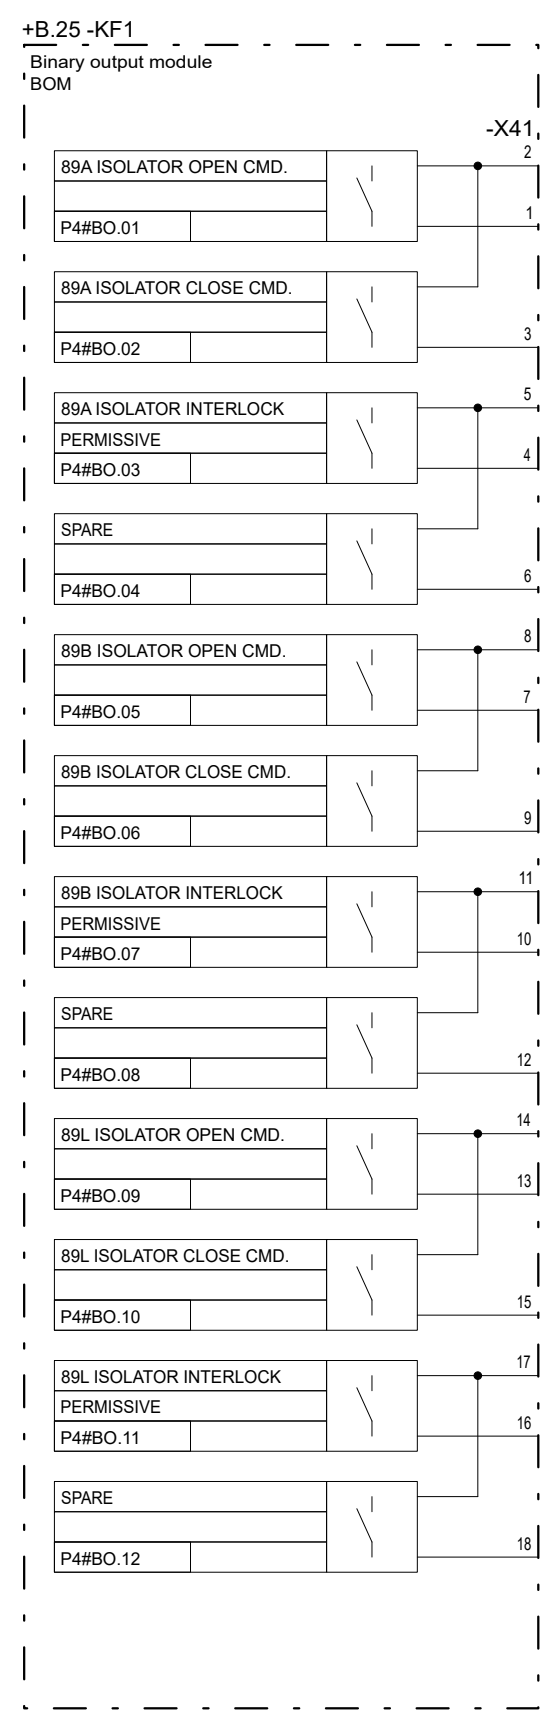 +B.25 -KF1
Binary output module
BOM
-X41
89A ISOLATOR OPEN CMD.
2
P4#BO.01
1
89A ISOLATOR CLOSE CMD.
P4#BO.02
3
89A ISOLATOR INTERLOCK
5
PERMISSIVE
P4#BO.03
4
SPARE
P4#BO.04
6
89B ISOLATOR OPEN CMD.
8
P4#BO.05
7
89B ISOLATOR CLOSE CMD.
P4#BO.06
9
89B ISOLATOR INTERLOCK
11
PERMISSIVE
P4#BO.07
10
SPARE
P4#BO.08
12
89L ISOLATOR OPEN CMD.
14
P4#BO.09
13
89L ISOLATOR CLOSE CMD.
P4#BO.10
15
89L ISOLATOR INTERLOCK
17
PERMISSIVE
P4#BO.11
16
SPARE
P4#BO.12
18